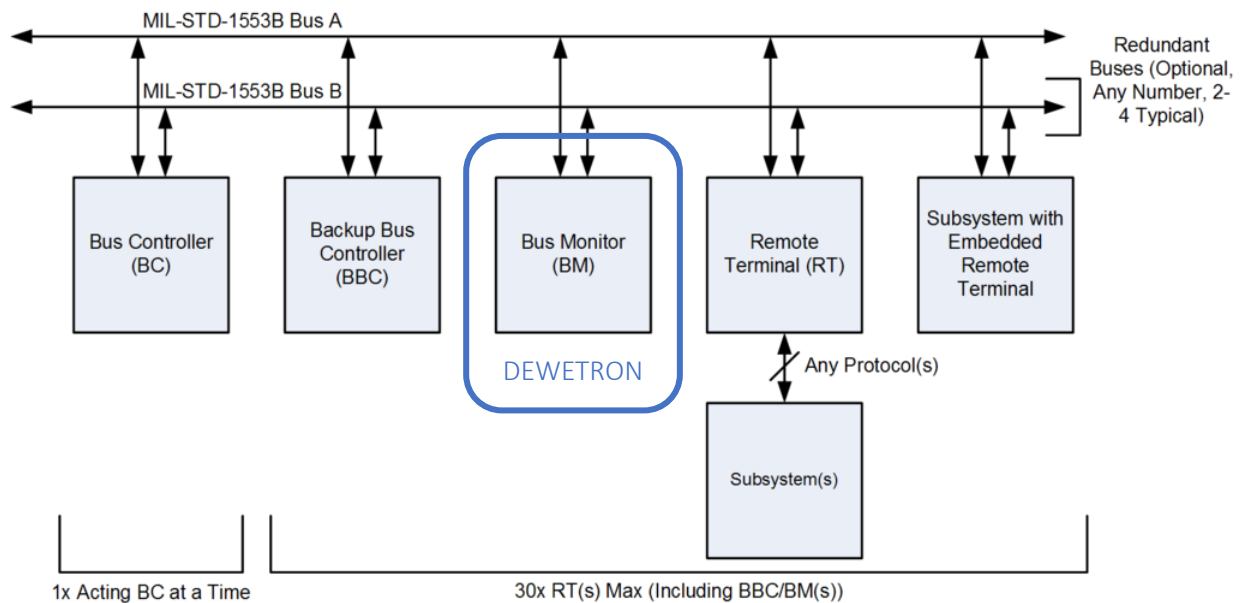 MIL-STD-1553B Bus A
MIL-STD-1553B Bus B
Redundant
Buses (Optional,
Any Number, 2-
4 Typical)
Bus Controller
(BC)
Backup Bus
Controller
(BBC)
Bus Monitor
(BM)
Remote
Terminal (RT)
Subsystem with
Embedded
Remote
Terminal
DEWETRON
Any Protocol(s)
Subsystem(s)
1x Acting BC at a Time
30x RT(s) Max (Including BBC/BM(s))